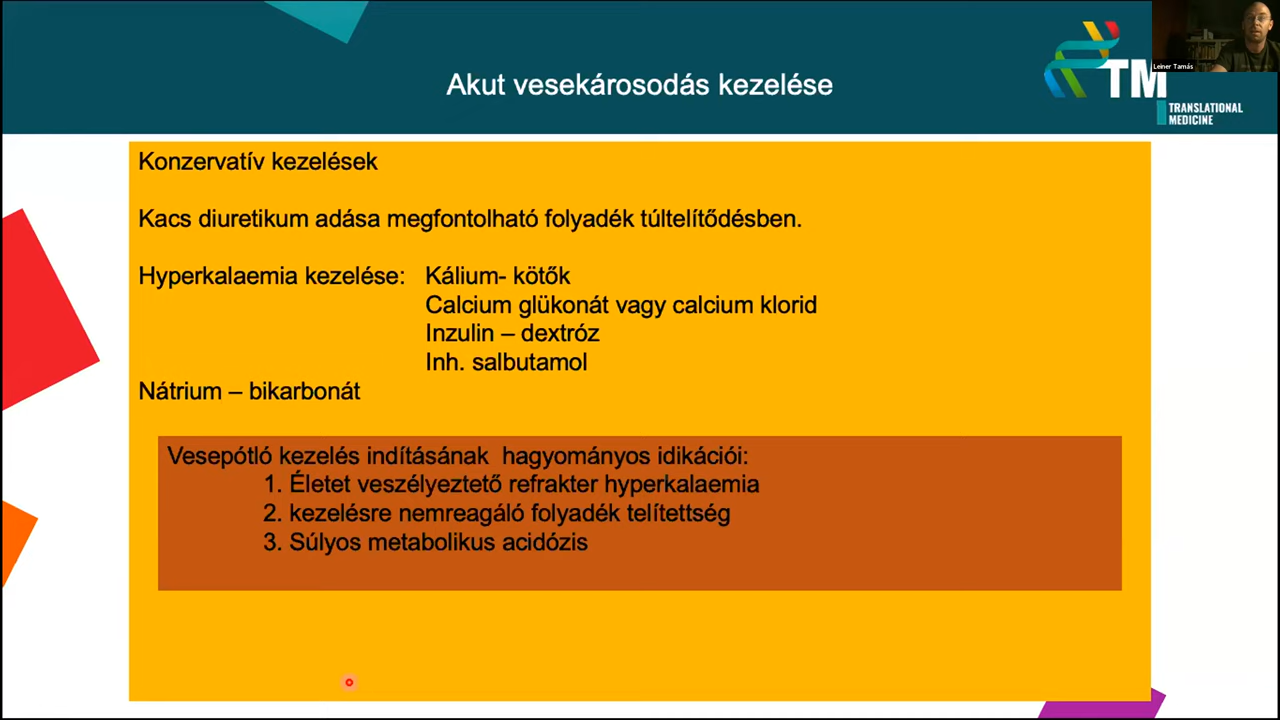 Akut vesekárosodás kezelése
Leiner Tamás
TM
TRANSLATIONAL
MEDICINE
Konzervatív kezelések
Kacs diuretikum adása megfontolható folyadék túltelítődésben.
Hyperkalaemia kezelése: Kálium- kötők
Calcium glükonát vagy calcium klorid
Inzulin – dextróz
Inh. salbutamol
Nátrium – bikarbonát
Vesepótló kezelés indításának hagyományos idikációi:
1. Életet veszélyeztető refrakter hyperkalaemia
2. kezelésre nemreagáló folyadék telítettség
3. Súlyos metabolikus acidózis